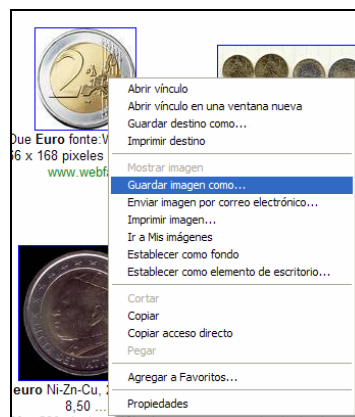 Due Euro fonte:W
66 x 168 pixeles
www.webfa
Abrir vínculo
Abrir vínculo en una ventana nueva
Guardar destino como...
Imprimir destino
Mostrar imagen
Guardar imagen como...
Enviar imagen por correo electrónico...
Imprimir imagen...
Ir a Mis imágenes
Establecer como fondo
Establecer como elemento de escritorio...
Cortar
Copiar
Copiar acceso directo
Pegar
Agregar a Favoritos...
Propiedades
euro Ni-Zn-Cu, 2
8,50 ...